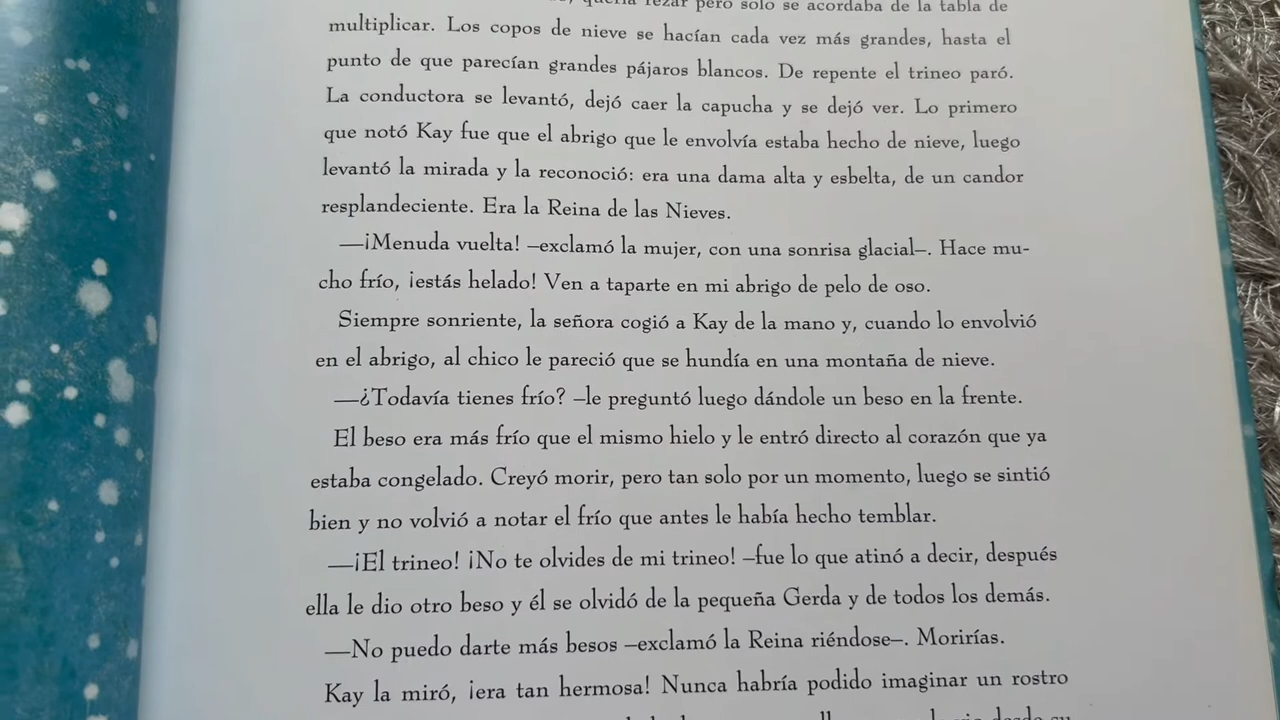 quería rezar pero solo se acordaba de la tabla de
multiplicar. Los copos de nieve se hacían cada vez más grandes, hasta el
punto de que parecían grandes pájaros blancos. De repente el trineo paró.
La conductora se levantó, dejó caer la capucha y se dejó ver. Lo primero
que notó Kay fue que el abrigo que le envolvía estaba hecho de nieve, luego
levantó la mirada y la reconoció: era una dama alta y esbelta, de un candor
resplandeciente. Era la Reina de las Nieves.
—¡Menuda vuelta! –exclamó la mujer, con una sonrisa glacial–. Hace mu-
cho frío, ¡estás helado! Ven a taparte en mi abrigo de pelo de oso.
Siempre sonriente, la señora cogió a Kay de la mano y, cuando lo envolvió
en el abrigo, al chico le pareció que se hundía en una montaña de nieve.
—¿Todavía tienes frío? –le preguntó luego dándole un beso en la frente.
El beso era más frío que el mismo hielo y le entró directo al corazón que ya
estaba congelado. Creyó morir, pero tan solo por un momento, luego se sintió
bien y no volvió a notar el frío que antes le había hecho temblar.
—¡El trineo! ¡No te olvides de mi trineo! –fue lo que atinó a decir, después
ella le dio otro beso y él se olvidó de la pequeña Gerda y de todos los demás.
—No puedo darte más besos –exclamó la Reina riéndose–. Morirías.
Kay la miró, ¡era tan hermosa! Nunca habría podido imaginar un rostro